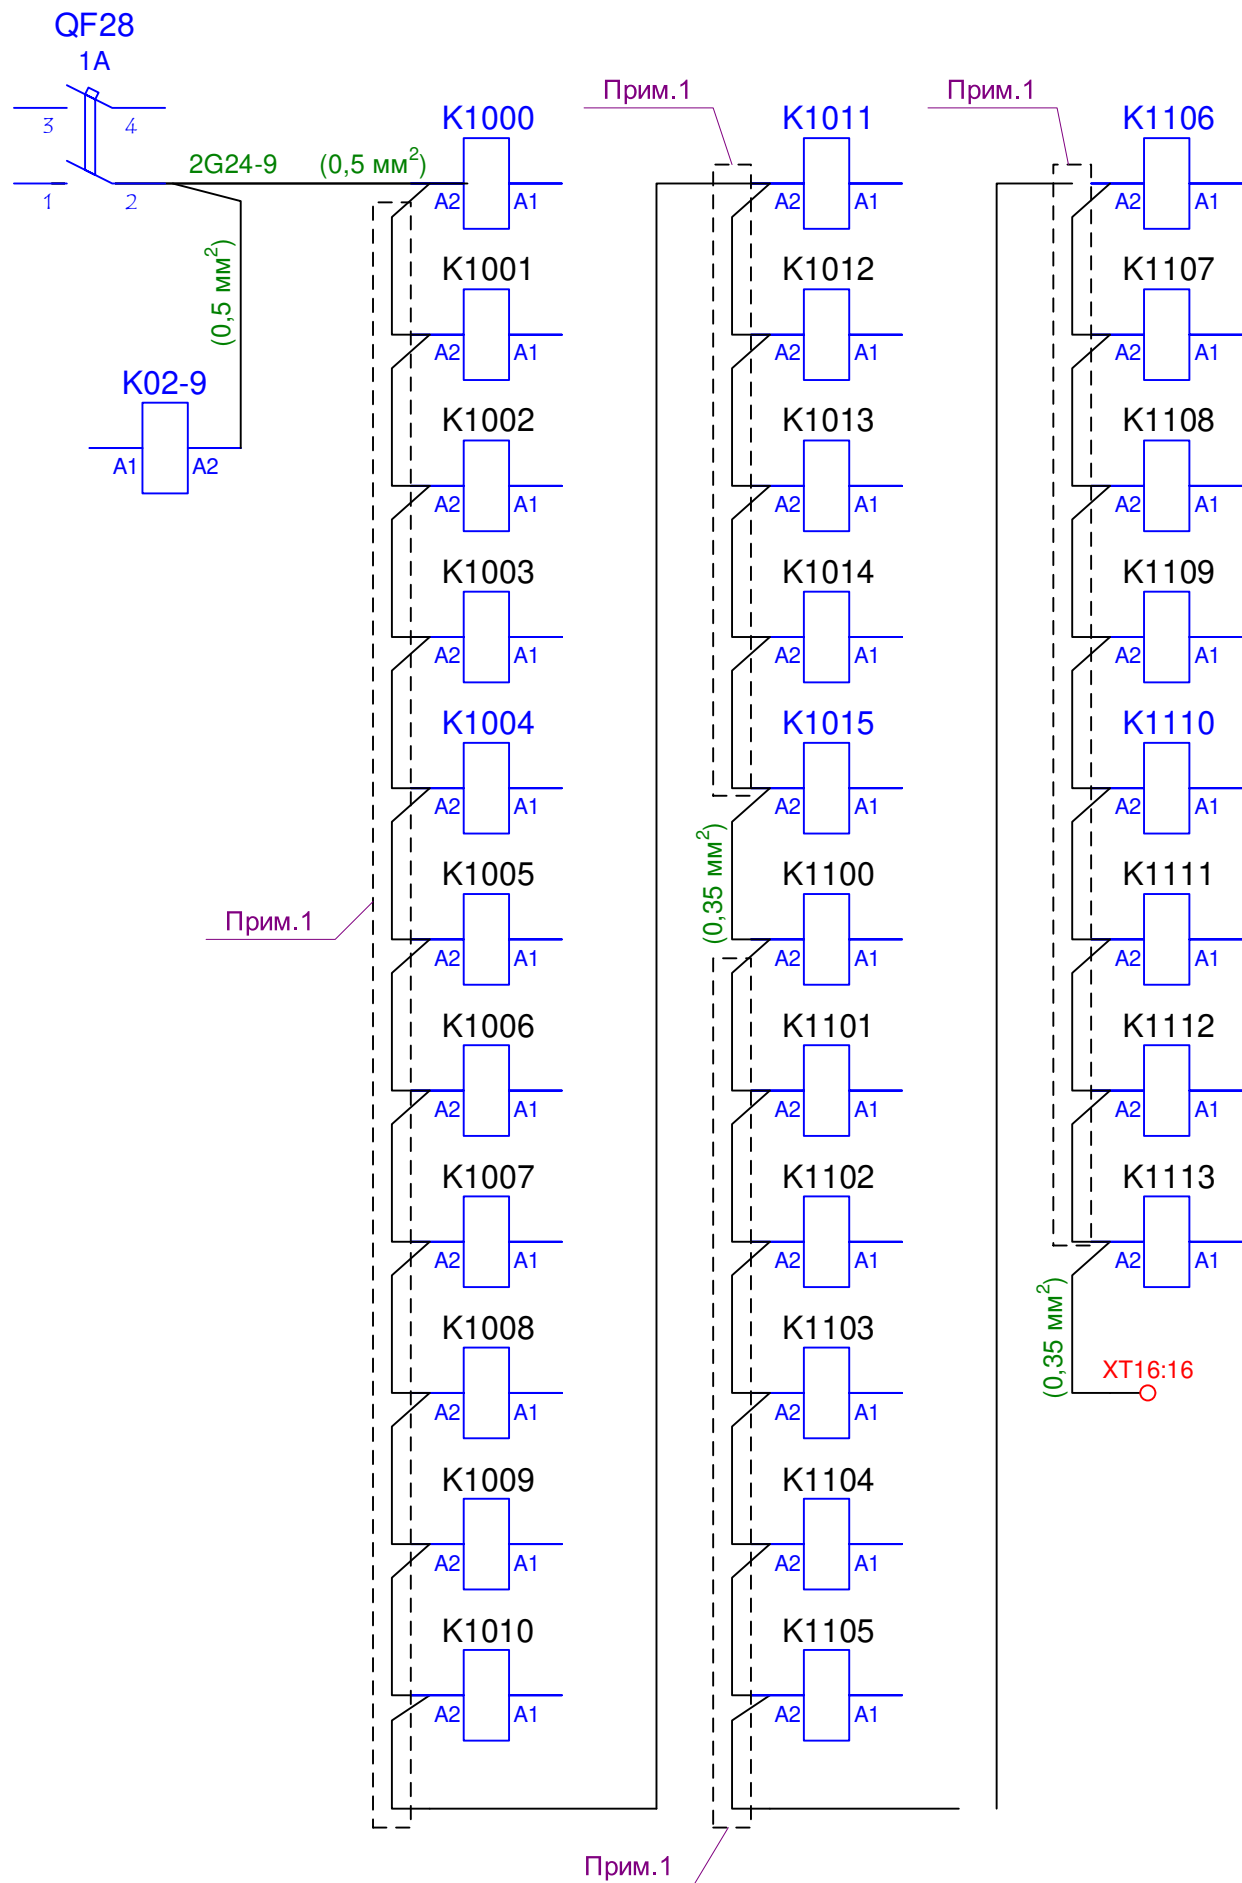 QF28
1A
3 4
1 2
2G24-9 (0,5 мм²)
(0,5 мм²)
K02-9
A1 A2
Прим.1
K1000
A2 A1
K1001
A2 A1
K1002
A2 A1
K1003
A2 A1
K1004
A2 A1
K1005
A2 A1
K1006
A2 A1
K1007
A2 A1
K1008
A2 A1
K1009
A2 A1
K1010
A2 A1
Прим.1
K1011
A2 A1
K1012
A2 A1
K1013
A2 A1
K1014
A2 A1
K1015
A2 A1
(0,35 мм²)
K1100
A2 A1
K1101
A2 A1
K1102
A2 A1
K1103
A2 A1
K1104
A2 A1
K1105
A2 A1
Прим.1
Прим.1
K1106
A2 A1
K1107
A2 A1
K1108
A2 A1
K1109
A2 A1
K1110
A2 A1
K1111
A2 A1
K1112
A2 A1
K1113
A2 A1
(0,35 мм²)
XT16:16